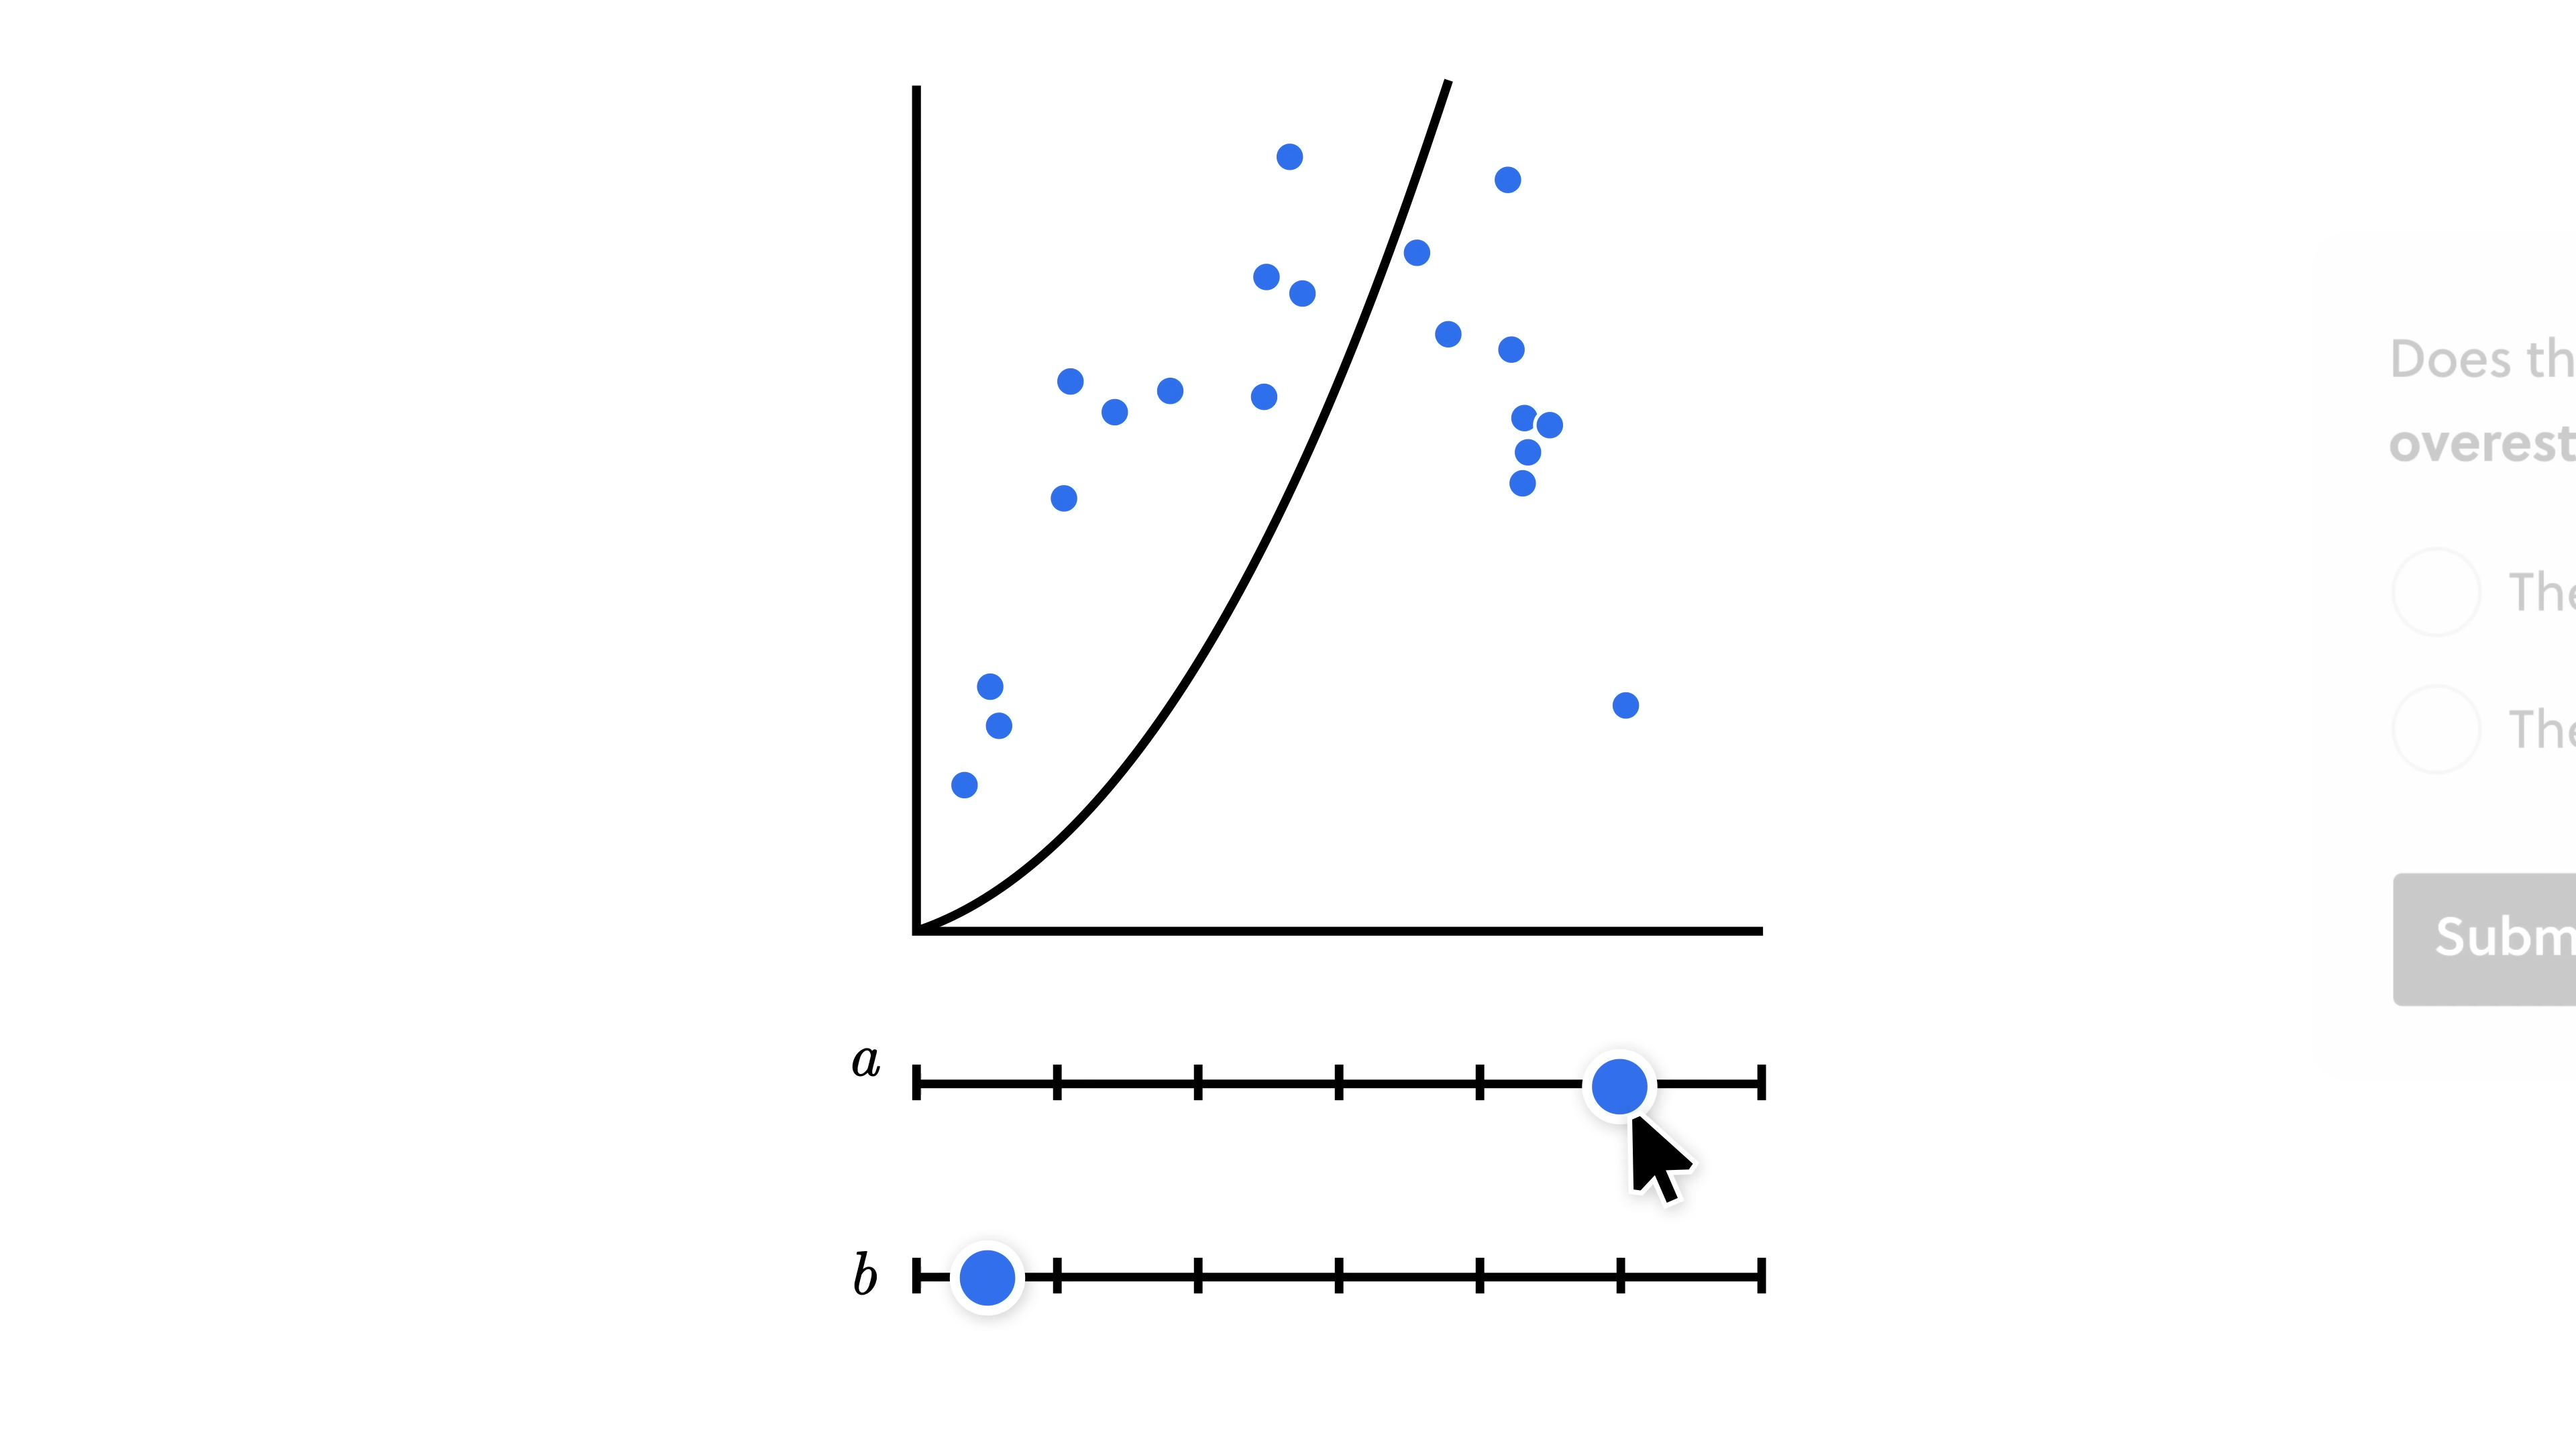 Does th
overest
The
The
Subm
a
b